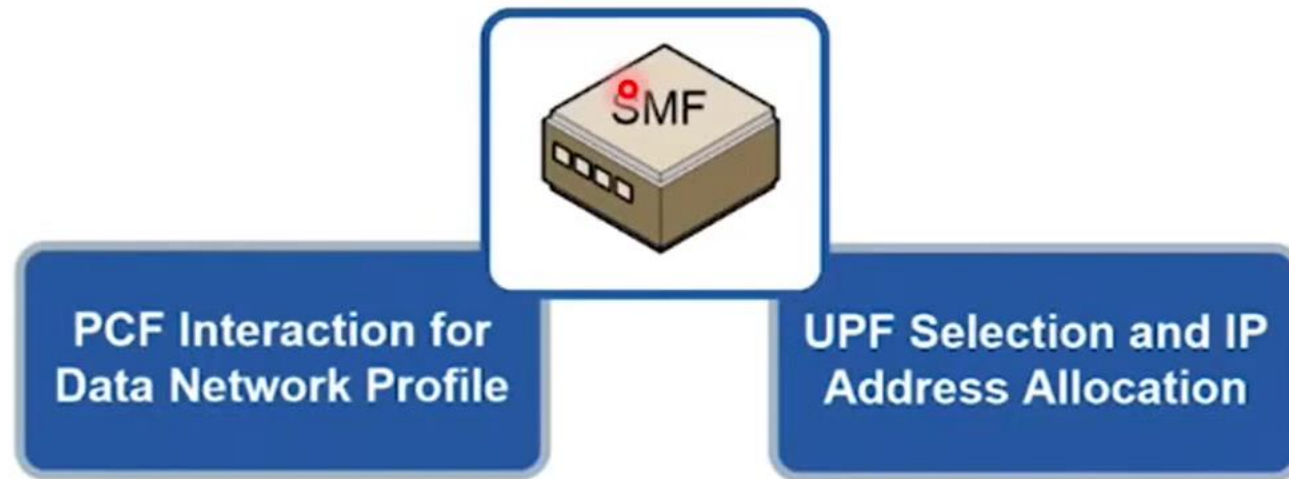 SMF
PCF Interaction for
Data Network Profile
UPF Selection and IP
Address Allocation